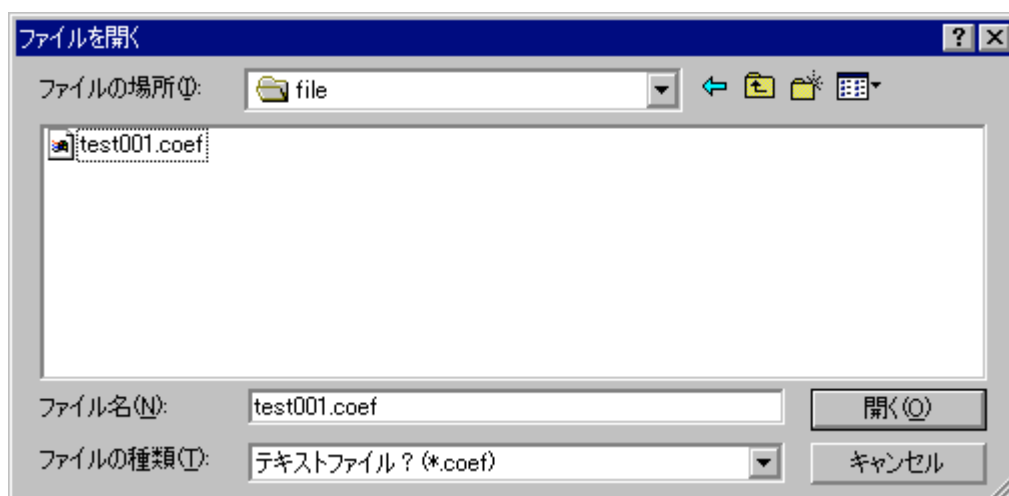 ファイルを開く
ファイルの場所(I): file
test001.coef
ファイル名(N): test001.coef 開く(O)
ファイルの種類(T): テキストファイル? (*.coef) キャンセル